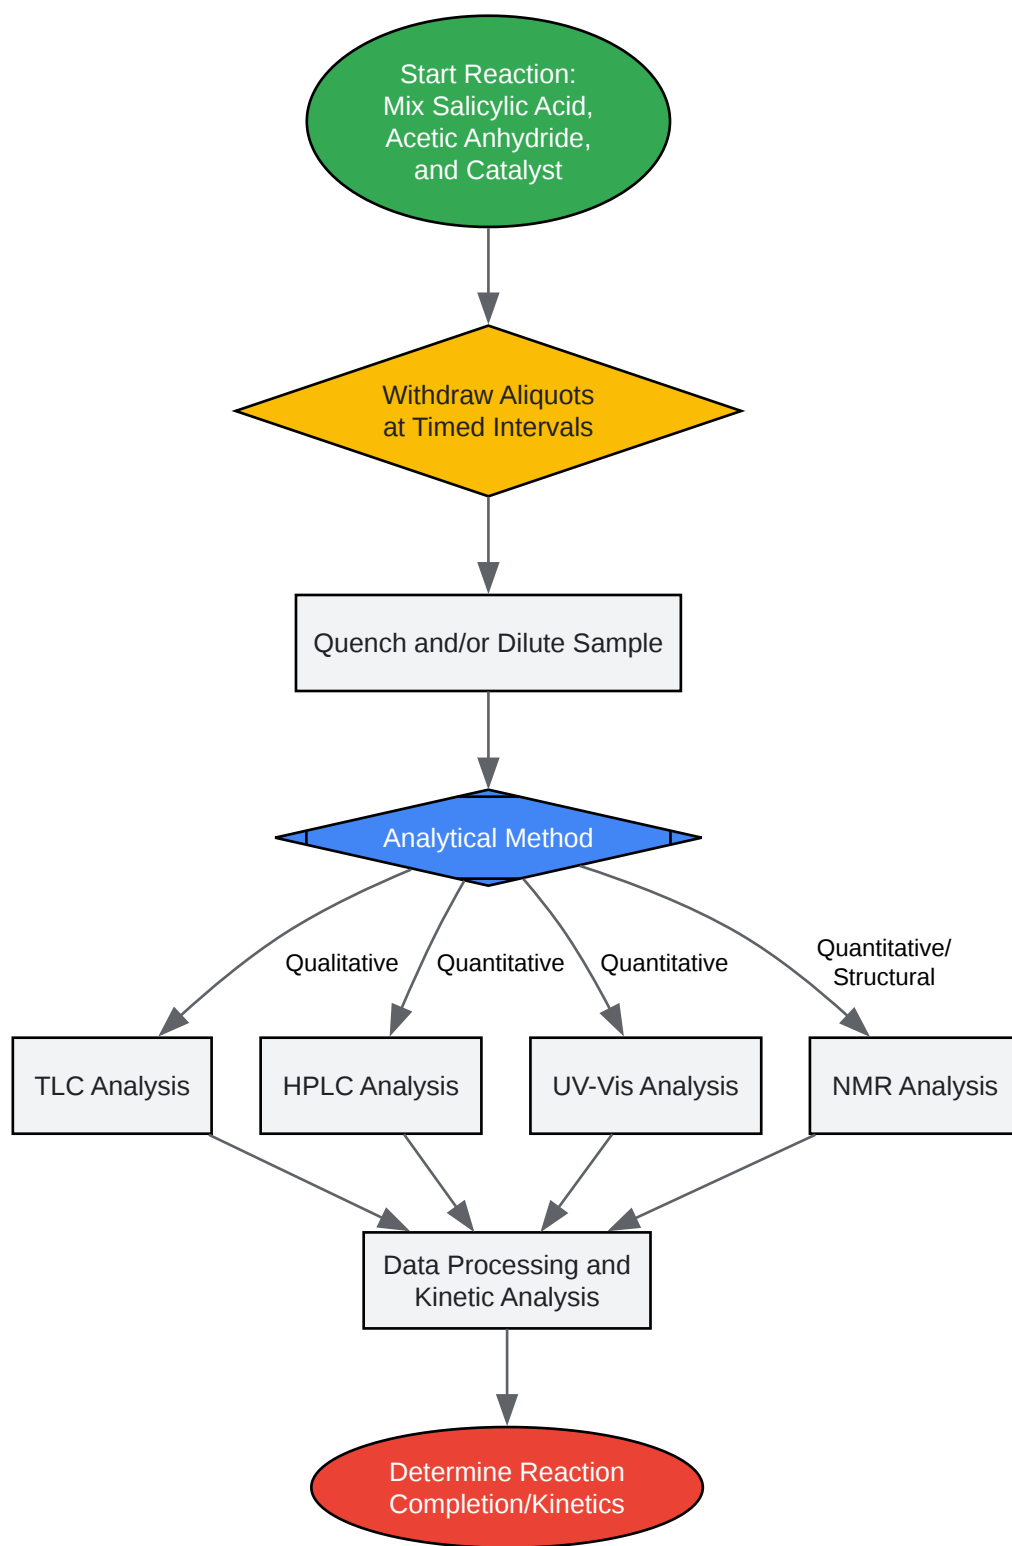 Start Reaction:
Mix Salicylic Acid,
Acetic Anhydride,
and Catalyst
Withdraw Aliquots
at Timed Intervals
Quench and/or Dilute Sample
Analytical Method
Qualitative
Quantitative
Quantitative
Quantitative/
Structural
TLC Analysis
HPLC Analysis
UV-Vis Analysis
NMR Analysis
Data Processing and
Kinetic Analysis
Determine Reaction
Completion/Kinetics